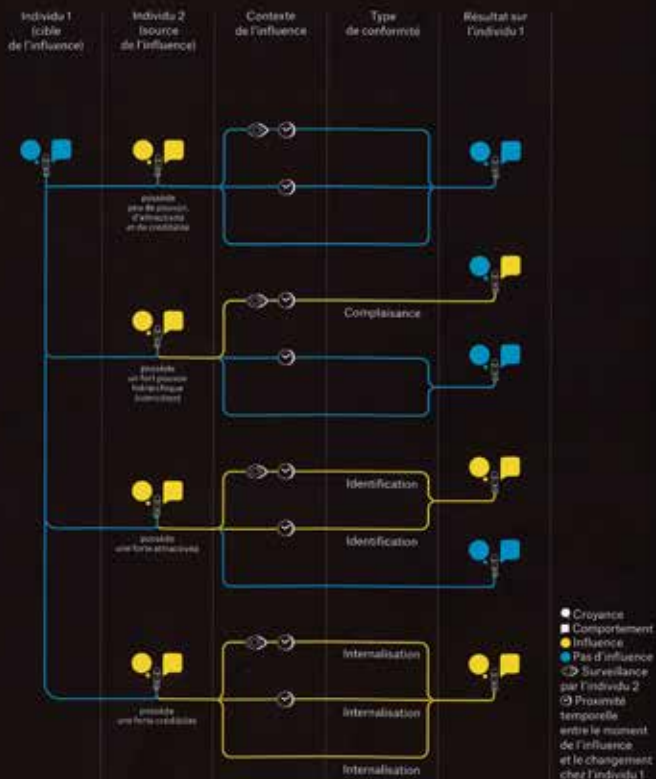 Individu 1
(cible
de l'influence)
Individu 2
(source
de l'influence)
Contexte
de l'influence
Type
de conformité
Résultat sur
l'individu 1
possède
peu de pouvoir,
d'attractivité
et de crédibilité
Complaisance
possède
un fort pouvoir
hiérarchique
Identification
possède
une forte attractivité
Identification
Internalisation
possède
une forte crédibilité
Internalisation
Internalisation
Croyance
Comportement
Influence
Pas d'influence
Surveillance
par l'individu 2
Proximité
temporelle
entre le moment
de l'influence
et le changement
chez l'individu 1